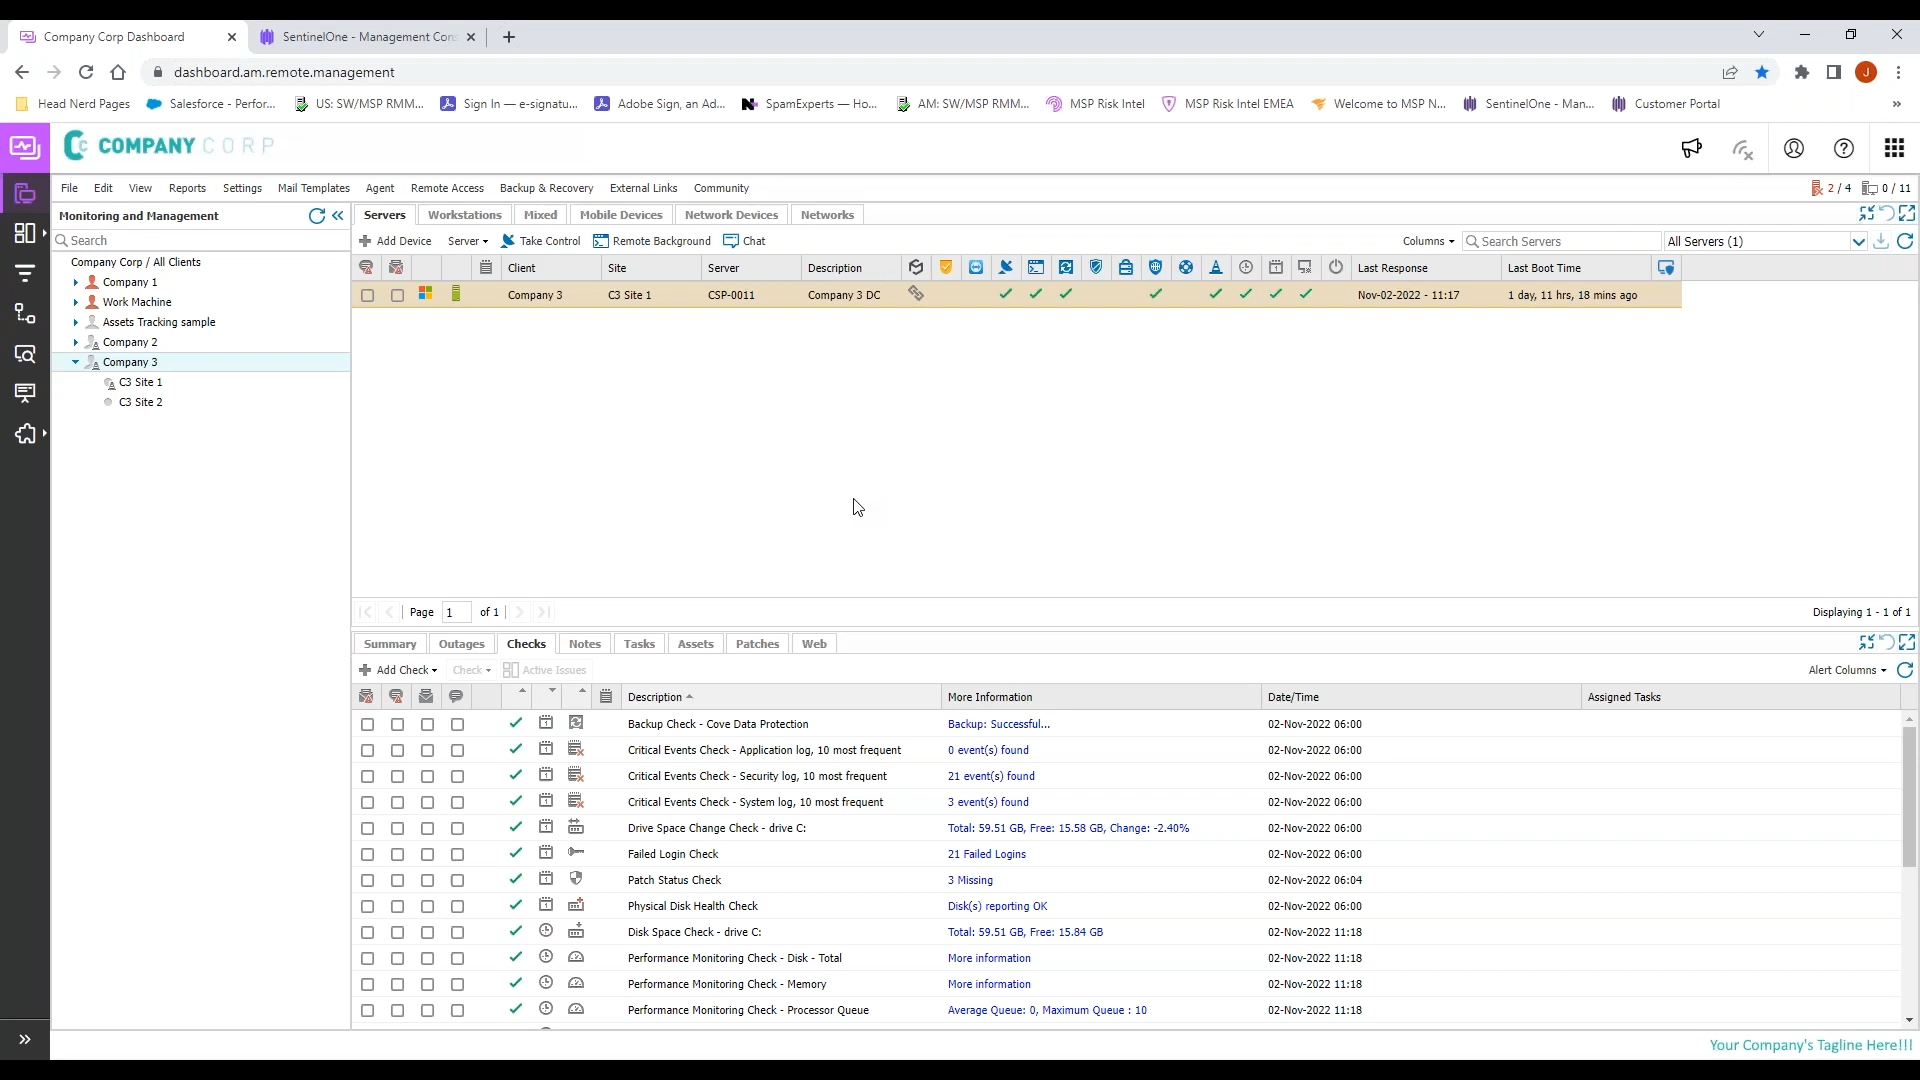 Company Corp Dashboard
SentinelOne - Management Con
dashboard.am.remote.management
J
Head Nerd Pages
Salesforce - Perfor...
US: SW/MSP RMM...
Sign In — e-signatu...
Adobe Sign, an Ad...
SpamExperts — Ho...
AM: SW/MSP RMM...
MSP Risk Intel
MSP Risk Intel EMEA
Welcome to MSP N...
SentinelOne - Man...
Customer Portal
COMPANY CORP
File Edit View Reports Settings Mail Templates Agent Remote Access Backup & Recovery External Links Community
2 / 4 0 / 11
Monitoring and Management
Search
Company Corp / All Clients
Company 1
Work Machine
Assets Tracking sample
Company 2
Company 3
C3 Site 1
C3 Site 2
Servers Workstations Mixed Mobile Devices Network Devices Networks
Add Device Server Take Control Remote Background Chat Columns Search Servers All Servers (1)
Client Site Server Description Last Response Last Boot Time
Company 3 C3 Site 1 CSP-0011 Company 3 DC Nov-02-2022 - 11:17 1 day, 11 hrs, 18 mins ago
Page 1 of 1 Displaying 1 - 1 of 1
Summary Outages Checks Notes Tasks Assets Patches Web
Add Check Check Active Issues Alert Columns
Description More Information Date/Time Assigned Tasks
Backup Check - Cove Data Protection Backup: Successful... 02-Nov-2022 06:00
Critical Events Check - Application log, 10 most frequent 0 event(s) found 02-Nov-2022 06:00
Critical Events Check - Security log, 10 most frequent 21 event(s) found 02-Nov-2022 06:00
Critical Events Check - System log, 10 most frequent 3 event(s) found 02-Nov-2022 06:00
Drive Space Change Check - drive C: Total: 59.51 GB, Free: 15.58 GB, Change: -2.40% 02-Nov-2022 06:00
Failed Login Check 21 Failed Logins 02-Nov-2022 06:00
Patch Status Check 3 Missing 02-Nov-2022 06:04
Physical Disk Health Check Disk(s) reporting OK 02-Nov-2022 06:00
Disk Space Check - drive C: Total: 59.51 GB, Free: 15.84 GB 02-Nov-2022 11:18
Performance Monitoring Check - Disk - Total More information 02-Nov-2022 11:18
Performance Monitoring Check - Memory More information 02-Nov-2022 11:18
Performance Monitoring Check - Processor Queue Average Queue: 0, Maximum Queue : 10 02-Nov-2022 11:18
Your Company's Tagline Here!!!